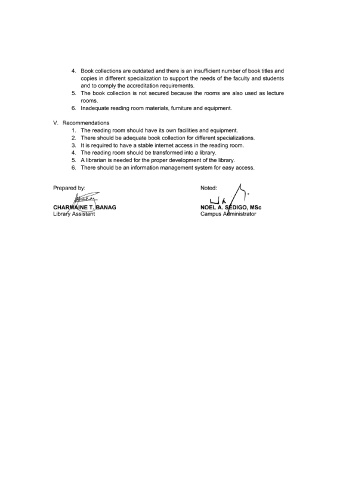 4. Book collections are outdated and there is an insufficient number of book titles and
copies in different specialization to support the needs of the faculty and students
and to comply the accreditation requirements.
5. The book collection is not secured because the rooms are also used as lecture
rooms.
6. Inadequate reading room materials, furniture and equipment.
V. Recommendations
1. The reading room should have its own facilities and equipment
2. There should be adequate book collection for different specializations.
3. It is required to have a stable internet access in the reading room.
4. The reading room should be transformed into a library.
5. A librarian is needed for the proper development of the library.
6. There should be an information management system for easy access.
Prepared by: Noted:
CHARMAINE T. BANAG NOEL A. SEDIGO, MSc
Library Assistant Campus Administrator